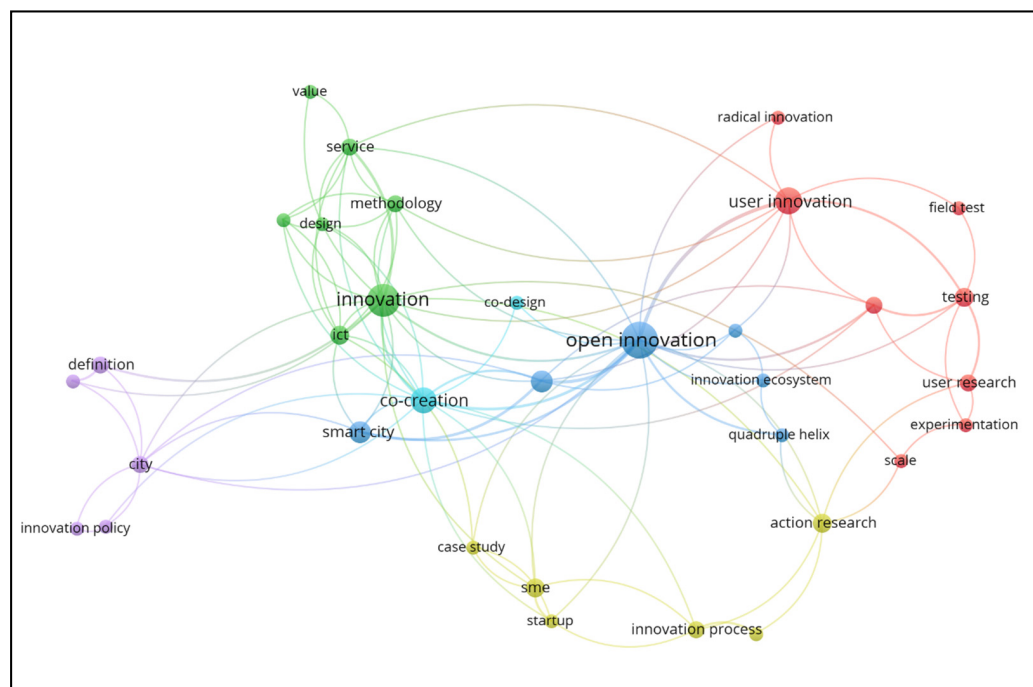 value
radical innovation
service
user innovation
methodology
field test
design
innovation
co-design
testing
ict
open innovation
definition
innovation ecosystem
user research
co-creation
experimentation
smart city
quadruple helix
city
scale
innovation policy
action research
case study
sme
startup
innovation process